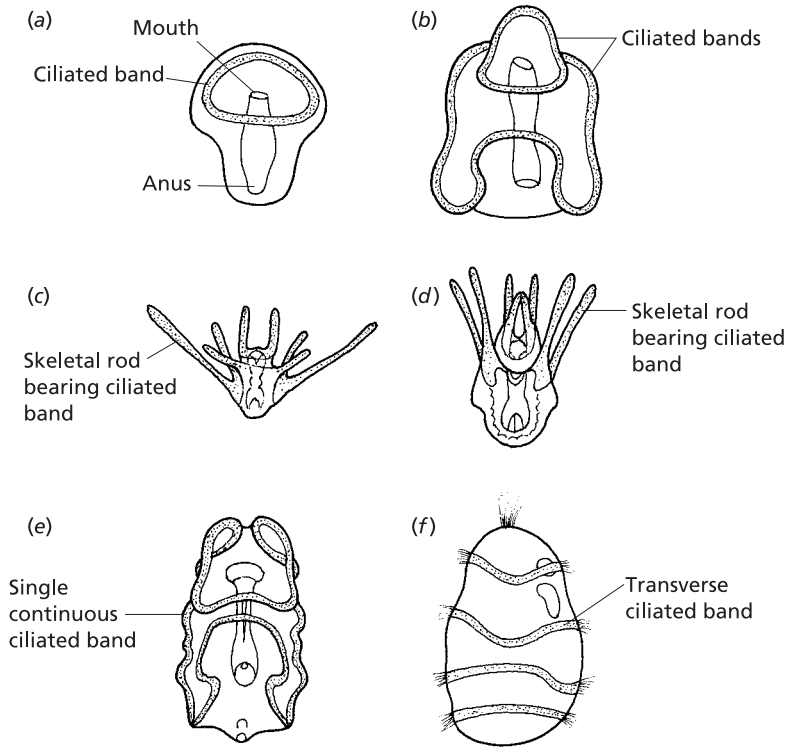 (a)
Mouth
Ciliated band
Anus
(b)
Ciliated bands
(c)
Skeletal rod
bearing ciliated
band
(d)
Skeletal rod
bearing ciliated
band
(e)
Single
continuous
ciliated band
(f)
Transverse
ciliated band